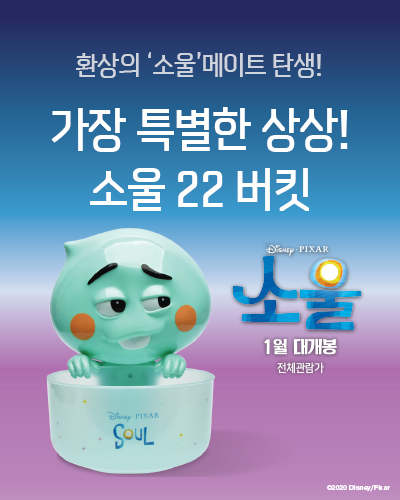 환상의 ‘소울’메이트 탄생!
가장 특별한 상상!
소울 22 버킷
Disney · PIXAR
소울
1월 대개봉
전체관람가
Disney PIXAR
SOUL
©2020 Disney/Pixar